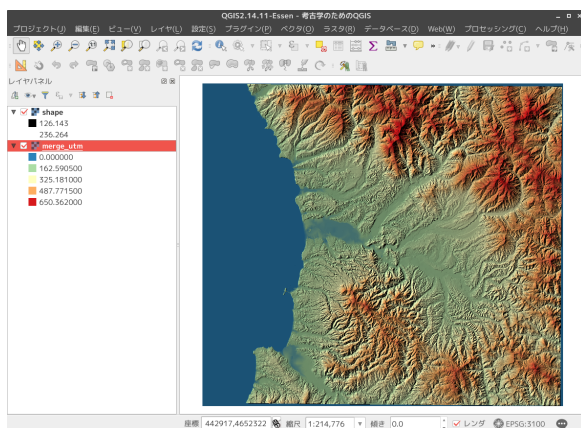 QGIS2.14.11-Essen - 考古学のためのQGIS
プロジェクト(J) 編集(E) ビュー(V) レイヤ(L) 設定(S) プラグイン(P) ベクタ(O) ラスタ(R) データベース(D) Web(W) プロセッシング(C) ヘルプ(H)
レイヤパネル
shape
126.143
236.264
merge_utm
0.000000
162.590500
325.181000
487.771500
650.362000
座標 442917,4652322 縮尺 1:214,776 傾き 0.0 レンダ EPSG:3100